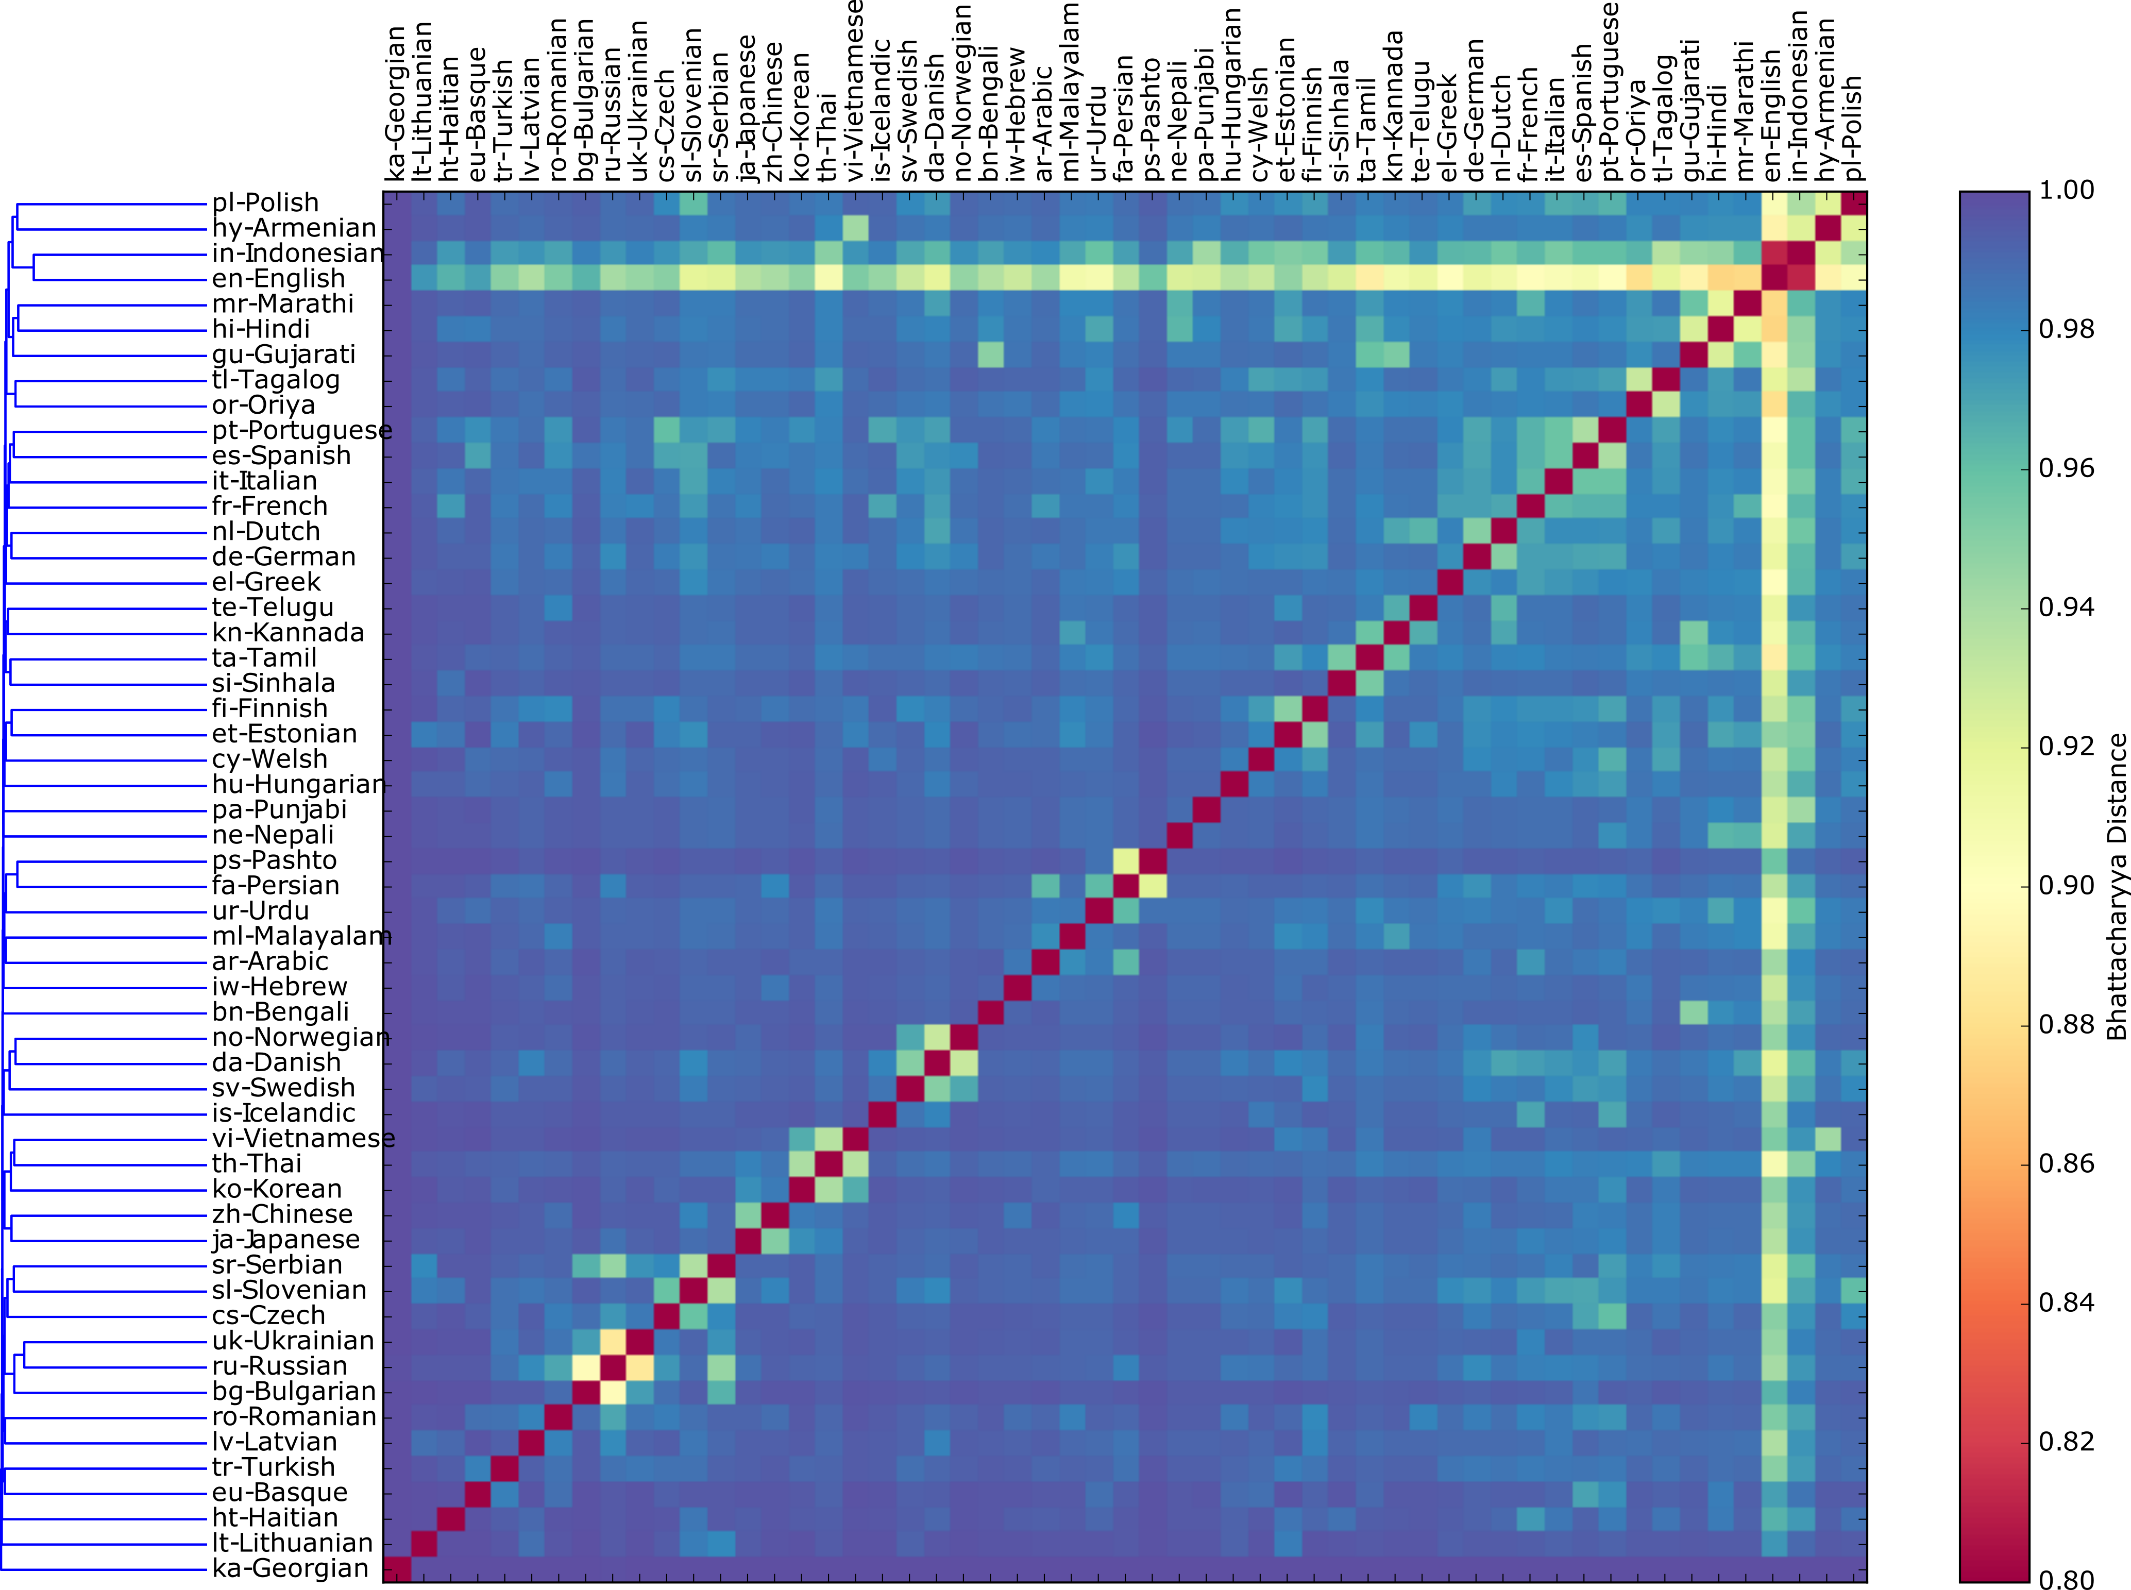 ka-Georgian
lt-Lithuanian
ht-Haitian
eu-Basque
tr-Turkish
lv-Latvian
ro-Romanian
bg-Bulgarian
ru-Russian
uk-Ukrainian
cs-Czech
sl-Slovenian
sr-Serbian
ja-Japanese
zh-Chinese
ko-Korean
th-Thai
vi-Vietnamese
is-Icelandic
sv-Swedish
da-Danish
no-Norwegian
bn-Bengali
iw-Hebrew
ar-Arabic
ml-Malayalam
ur-Urdu
fa-Persian
ps-Pashto
ne-Nepali
pa-Punjabi
hu-Hungarian
cy-Welsh
et-Estonian
fi-Finnish
si-Sinhala
ta-Tamil
kn-Kannada
te-Telugu
el-Greek
de-German
nl-Dutch
fr-French
it-Italian
es-Spanish
pt-Portuguese
or-Oriya
tl-Tagalog
gu-Gujarati
hi-Hindi
mr-Marathi
en-English
in-Indonesian
hy-Armenian
pl-Polish
pl-Polish
hy-Armenian
in-Indonesian
en-English
mr-Marathi
hi-Hindi
gu-Gujarati
tl-Tagalog
or-Oriya
pt-Portuguese
es-Spanish
it-Italian
fr-French
nl-Dutch
de-German
el-Greek
te-Telugu
kn-Kannada
ta-Tamil
si-Sinhala
fi-Finnish
et-Estonian
cy-Welsh
hu-Hungarian
pa-Punjabi
ne-Nepali
ps-Pashto
fa-Persian
ur-Urdu
ml-Malayalam
ar-Arabic
iw-Hebrew
bn-Bengali
no-Norwegian
da-Danish
sv-Swedish
is-Icelandic
vi-Vietnamese
th-Thai
ko-Korean
zh-Chinese
ja-Japanese
sr-Serbian
sl-Slovenian
cs-Czech
uk-Ukrainian
ru-Russian
bg-Bulgarian
ro-Romanian
lv-Latvian
tr-Turkish
eu-Basque
ht-Haitian
lt-Lithuanian
ka-Georgian
1.00
0.98
0.96
0.94
0.92
0.90
0.88
0.86
0.84
0.82
0.80
Bhattacharyya Distance